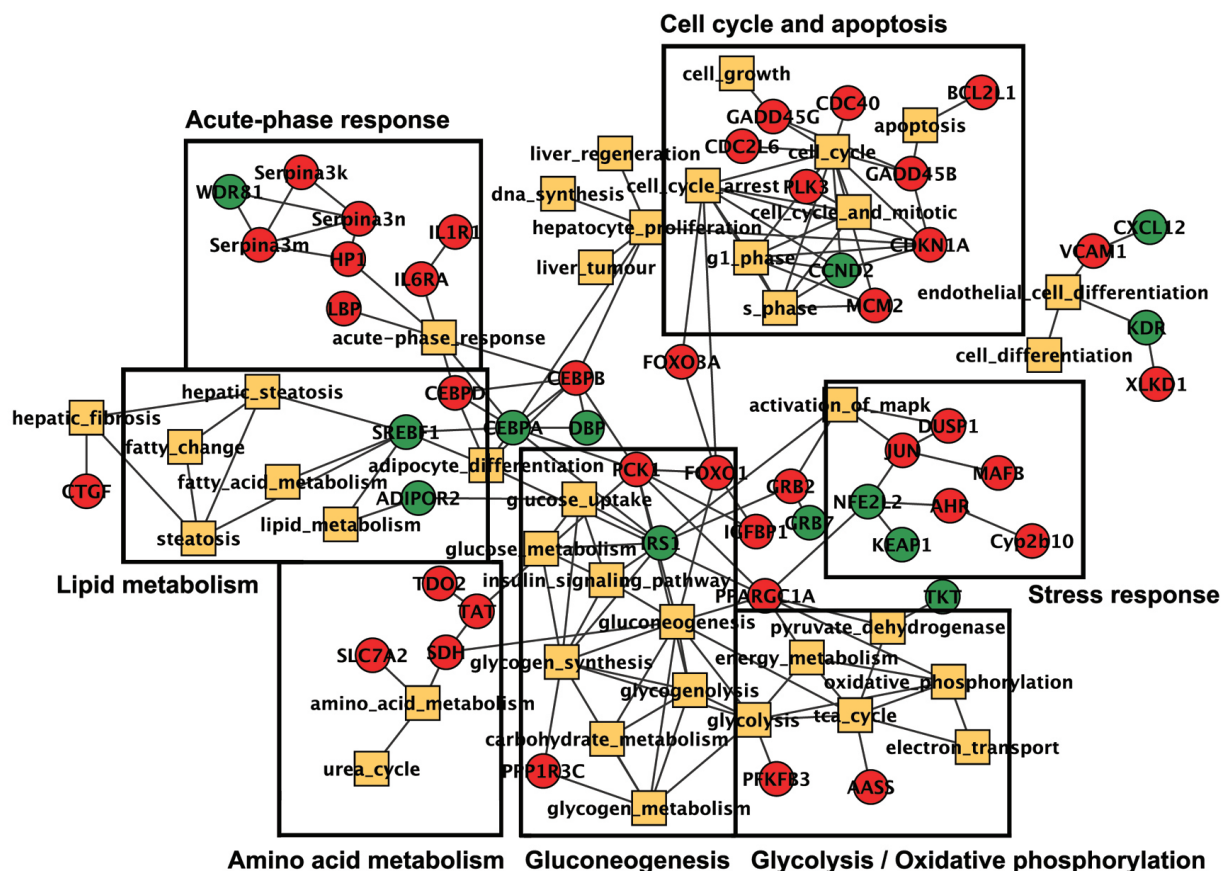 Cell cycle and apoptosis
cell_growth
BCL2L1
CDC40
GADD45G
apoptosis
Acute-phase response
CDC2L6
cell_cycle
liver_regeneration
Serpina3k
GADD45B
WDR81
cell_cycle_arrest
PLK3
dna_synthesis
Serpina3n
cell_cycle_and_mitotic
hepatocyte_proliferation
CXCL12
IL1R1
Serpina3m
CDKN1A
VCAM1
HP1
g1_phase
liver_tumour
CCND2
IL6RA
endothelial_cell_differentiation
LBP
s_phase
MCM2
KDR
acute-phase_response
cell_differentiation
FOXO3A
CEBPB
CEBPD
XLKD1
hepatic_steatosis
activation_of_mapk
hepatic_fibrosis
DUSP1
SREBF1
CEBPA
DBP
fatty_change
JUN
adipocyte_differentiation
PCK1
FOXO1
MAFB
fatty_acid_metabolism
CTGF
GRB2
ADIPOR2
glucose_uptake
NFE2L2
AHR
lipid_metabolism
GRB7
IGFBP1
steatosis
glucose_metabolism
IRS1
KEAP1
Cyp2b10
Lipid metabolism
TDO2
insulin_signaling_pathway
PPARGC1A
TKT
Stress response
TAT
gluconeogenesis
pyruvate_dehydrogenase
SLC7A2
SDH
glycogen_synthesis
energy_metabolism
oxidative_phosphorylation
glycogenolysis
amino_acid_metabolism
glycolysis
tca_cycle
carbohydrate_metabolism
electron_transport
urea_cycle
PPP1R3C
PFKFB3
AASS
glycogen_metabolism
Amino acid metabolism
Gluconeogenesis
Glycolysis / Oxidative phosphorylation